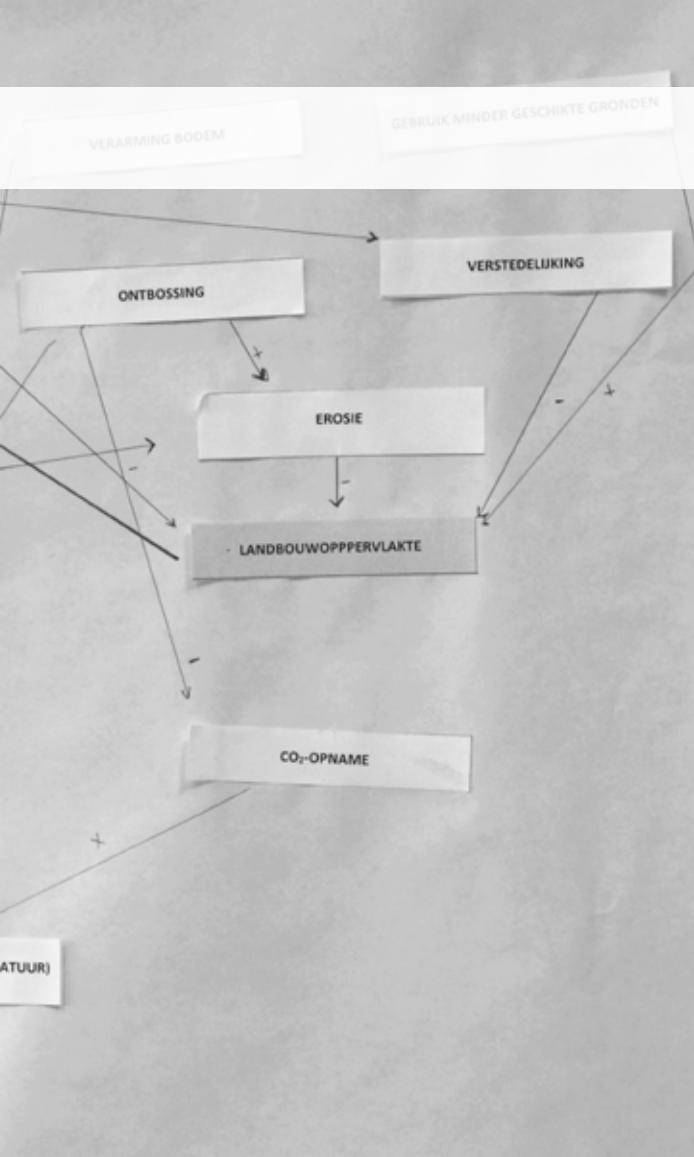 GEBRUIK MINDER GESCHIKTE GRONDEN
VERARMING BODEM
VERSTEDELIJKING
ONTBOSSING
+
EROSIE
-
+
-
-
LANDBOUWOPPPERVLAKTE
-
CO₂-OPNAME
+
ATUUR)